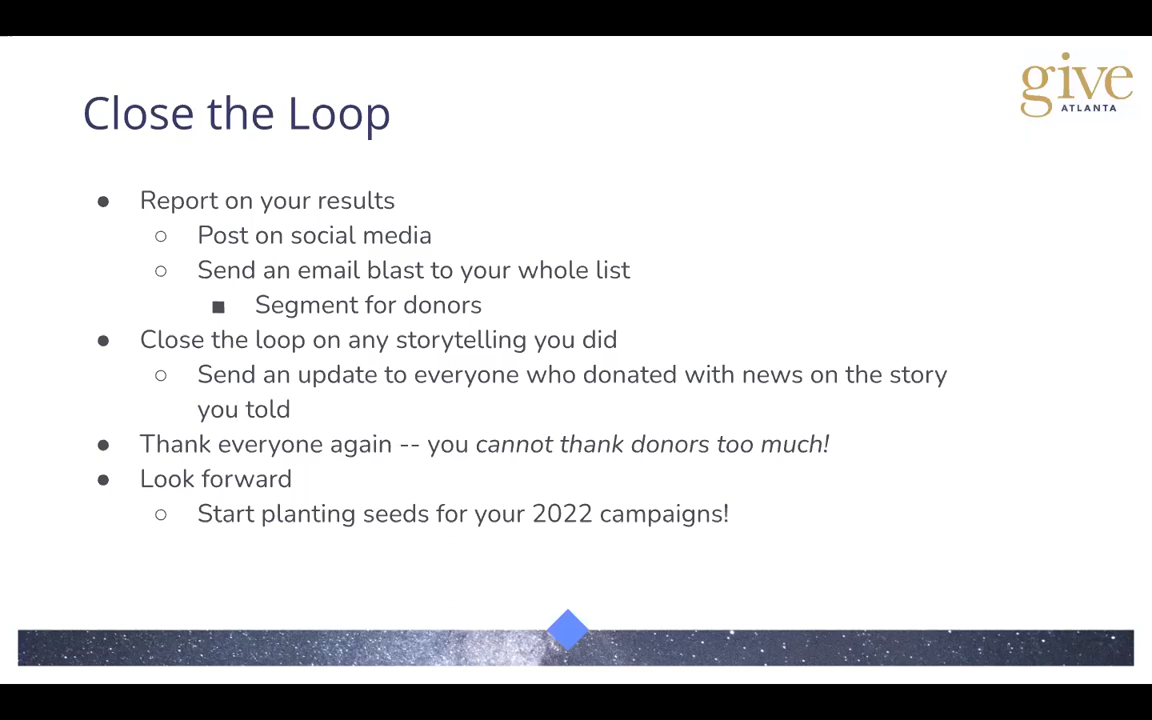 give
ATLANTA
Close the Loop
● Report on your results
○ Post on social media
○ Send an email blast to your whole list
■ Segment for donors
● Close the loop on any storytelling you did
○ Send an update to everyone who donated with news on the story
you told
● Thank everyone again -- you cannot thank donors too much!
● Look forward
○ Start planting seeds for your 2022 campaigns!